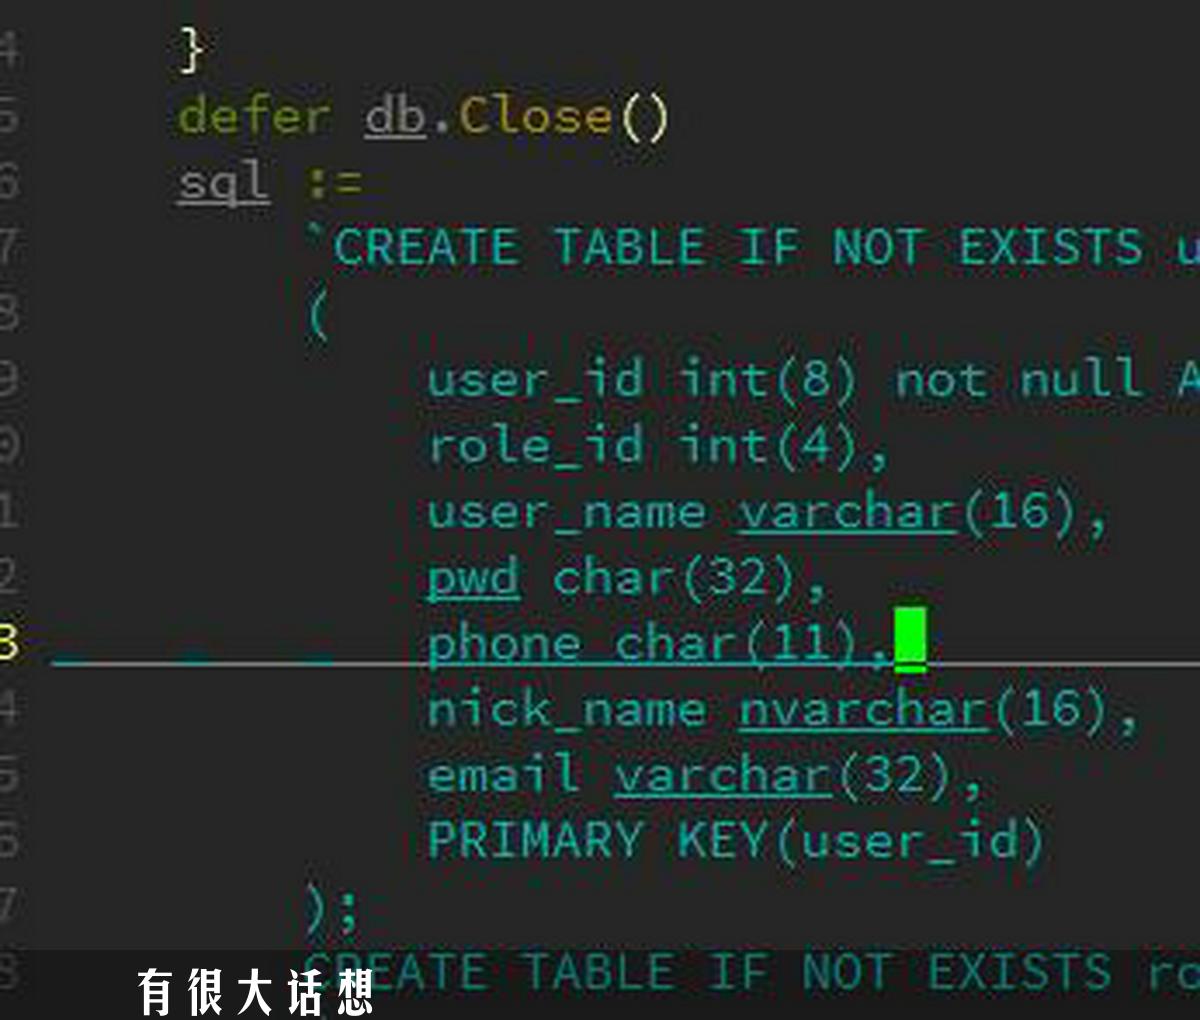 4 }
5 defer db.Close()
6 sql :=
7 `CREATE TABLE IF NOT EXISTS u
8 (
9 user_id int(8) not null A
0 role_id int(4),
1 user_name varchar(16),
2 pwd char(32),
3 phone char(11),
4 nick_name nvarchar(16),
5 email varchar(32),
6 PRIMARY KEY(user_id)
7 );
8 CREATE TABLE IF NOT EXISTS ro
有很大话想